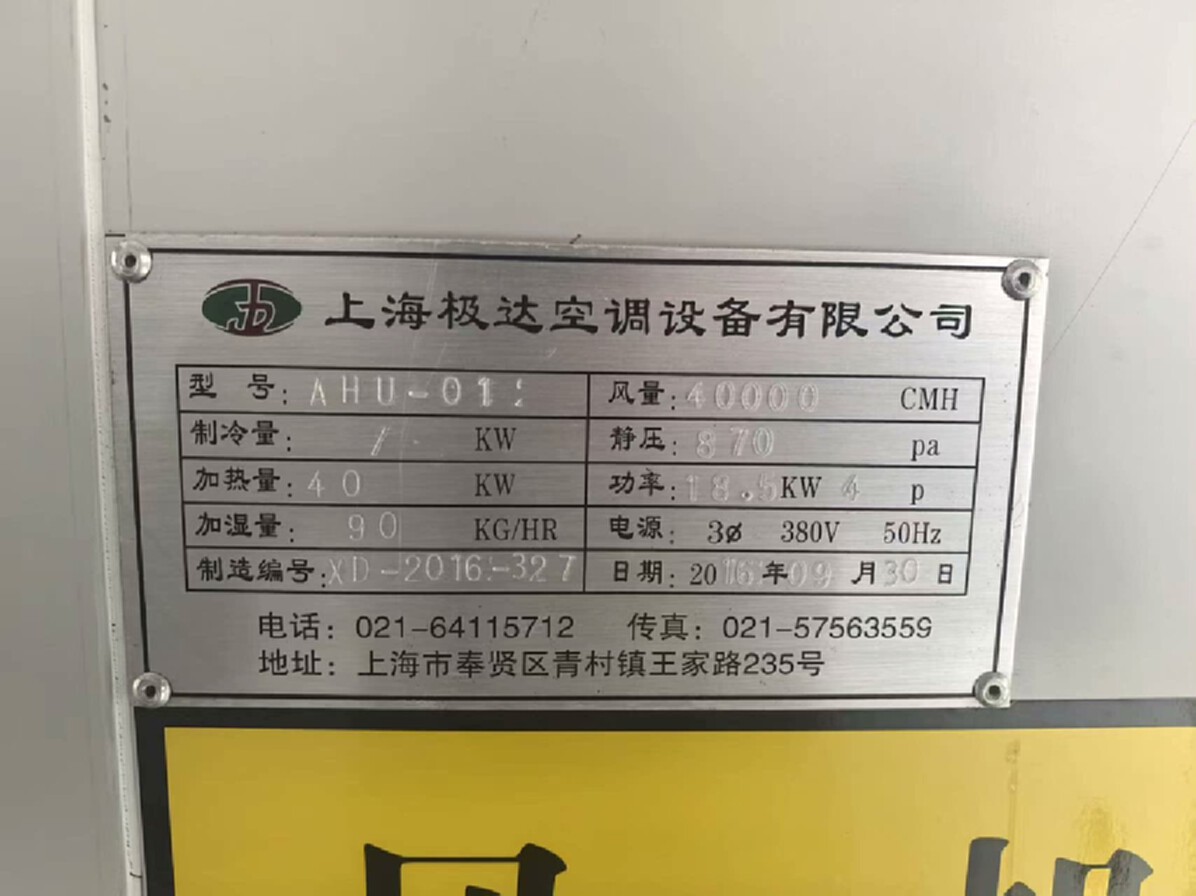 JD 上海极达空调设备有限公司
型 号: AHU-01 风量: 40000 CMH
制冷量: / KW 静压: 870 pa
加热量: 40 KW 功率: 18.5KW 4 p
加湿量: 90 KG/HR 电源: 3ø 380V 50Hz
制造编号: XD-2016-327 日期: 2016年09月30日
电话: 021-64115712 传真: 021-57563559
地址: 上海市奉贤区青村镇王家路235号